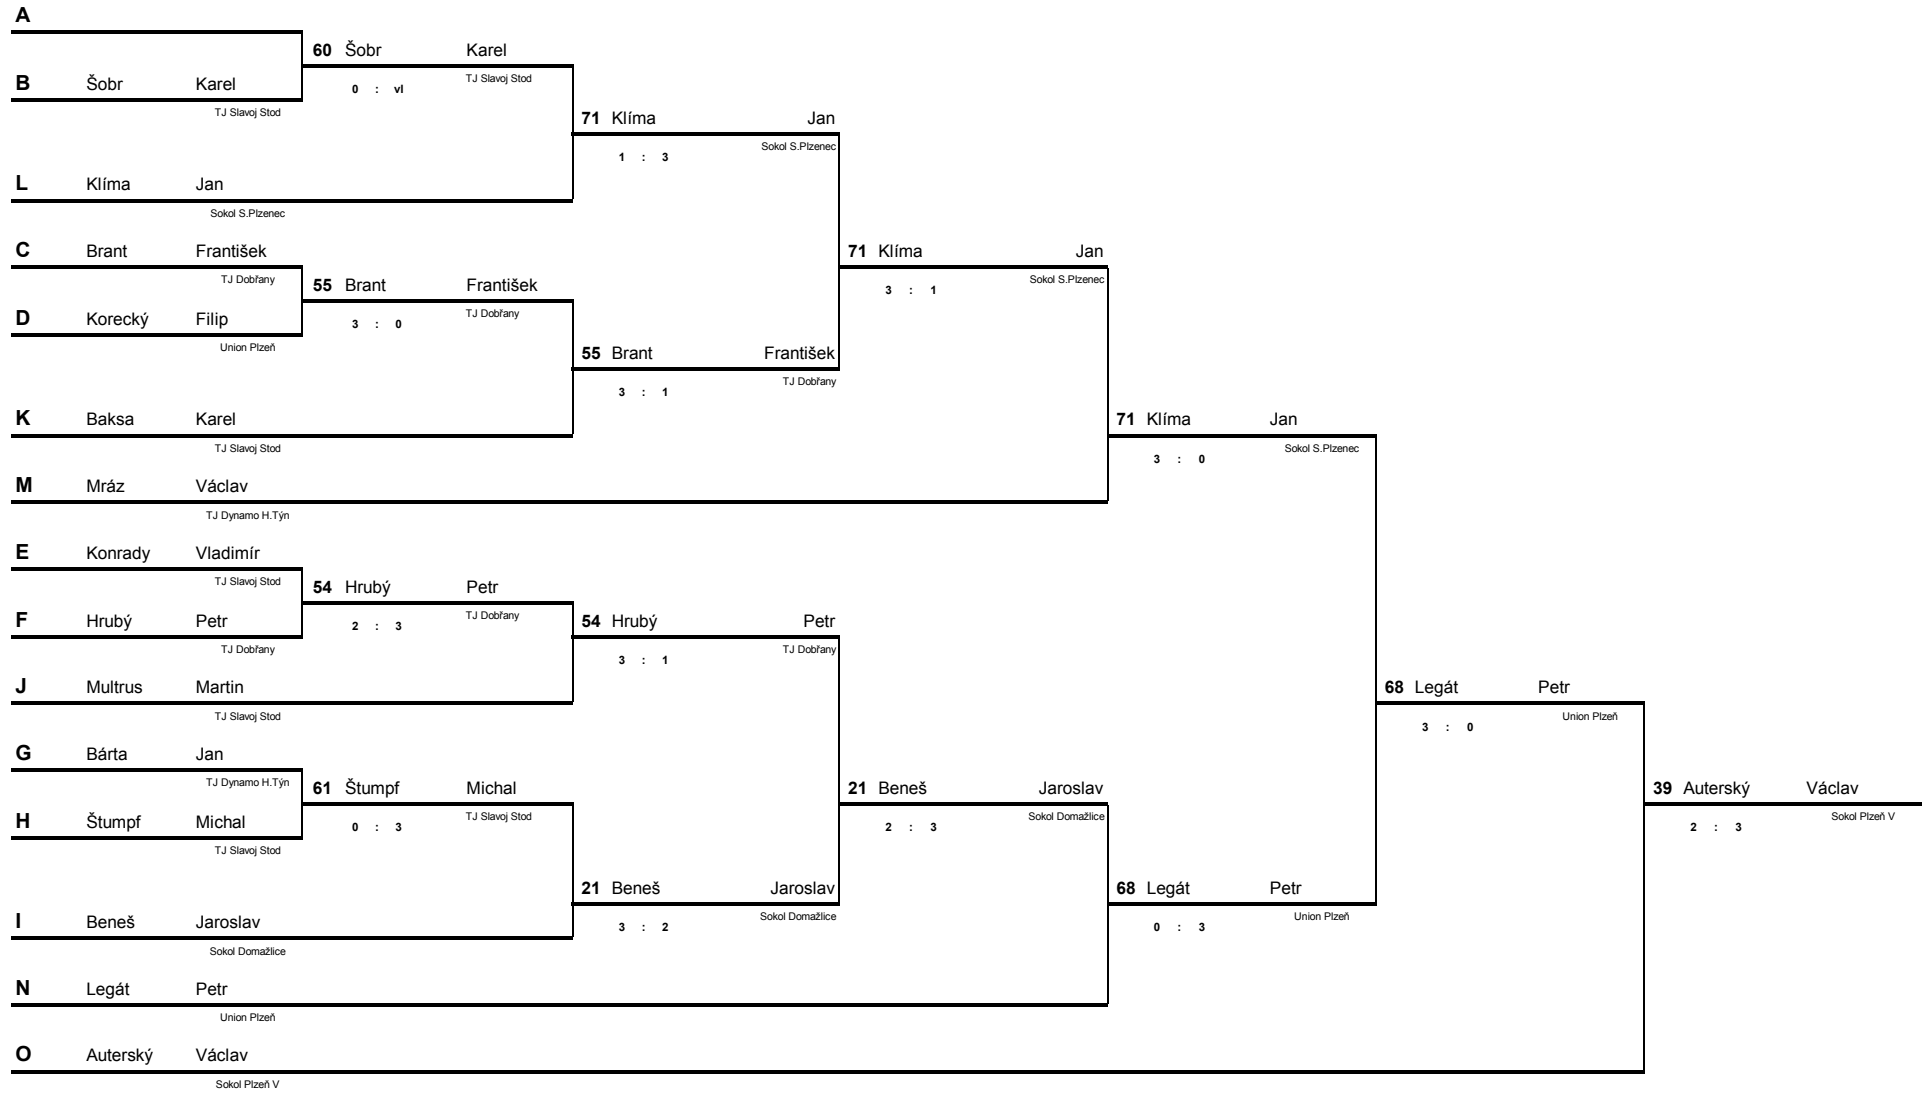 A
60 Šobr Karel
B Šobr Karel
TJ Slavoj Stod
0 : vl
TJ Slavoj Stod
71 Klíma Jan
Sokol S.Plzenec
1 : 3
L Klíma Jan
Sokol S.Plzenec
C Brant František
71 Klíma Jan
TJ Dobřany
55 Brant František
Sokol S.Plzenec
3 : 1
D Korecký Filip
3 : 0
TJ Dobřany
Union Plzeň
55 Brant František
TJ Dobřany
3 : 1
K Baksa Karel
71 Klíma Jan
TJ Slavoj Stod
Sokol S.Plzenec
3 : 0
M Mráz Václav
TJ Dynamo H.Týn
E Konrady Vladimír
TJ Slavoj Stod
54 Hrubý Petr
F Hrubý Petr
2 : 3
TJ Dobřany
54 Hrubý Petr
TJ Dobřany
TJ Dobřany
3 : 1
J Multrus Martin
68 Legát Petr
TJ Slavoj Stod
Union Plzeň
3 : 0
G Bárta Jan
TJ Dynamo H.Týn
61 Štumpf Michal
21 Beneš Jaroslav
39 Auterský Václav
H Štumpf Michal
0 : 3
TJ Slavoj Stod
2 : 3
Sokol Domažlice
2 : 3
Sokol Plzeň V
TJ Slavoj Stod
21 Beneš Jaroslav
68 Legát Petr
I Beneš Jaroslav
3 : 2
Sokol Domažlice
0 : 3
Union Plzeň
Sokol Domažlice
N Legát Petr
Union Plzeň
O Auterský Václav
Sokol Plzeň V